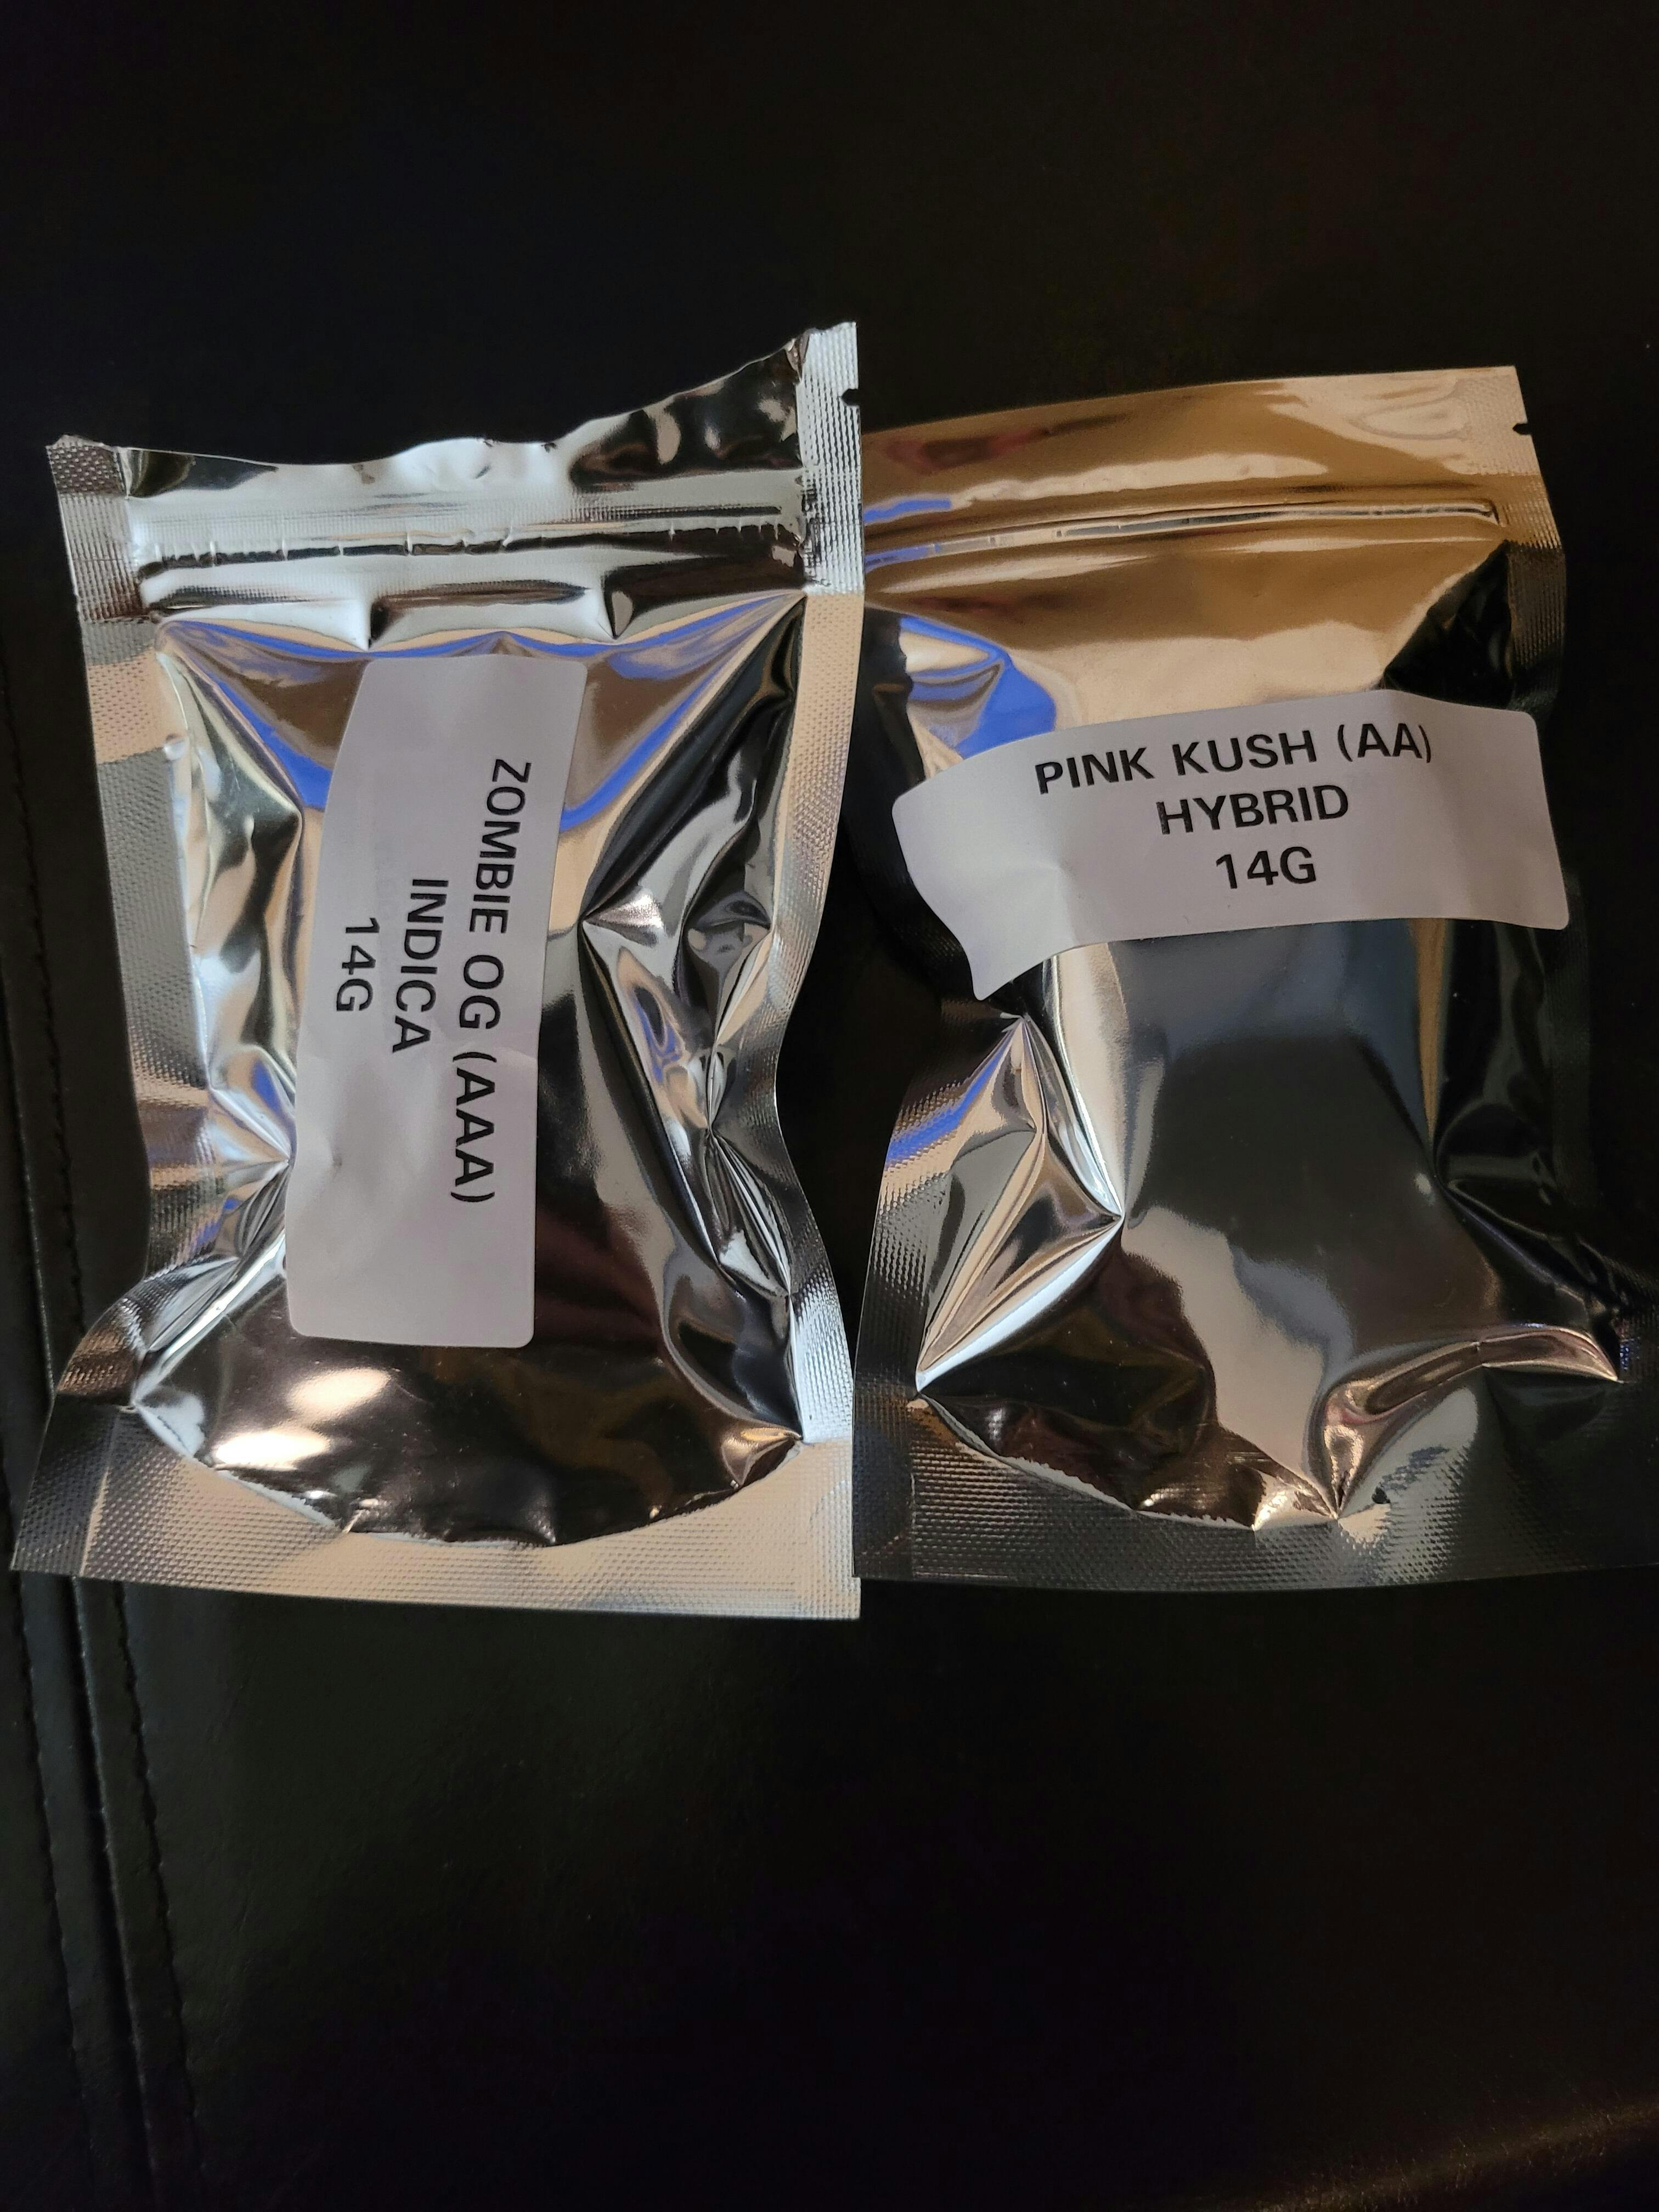 ZOMBIE OG (AAA)
INDICA
14G
PINK KUSH (AA)
HYBRID
14G